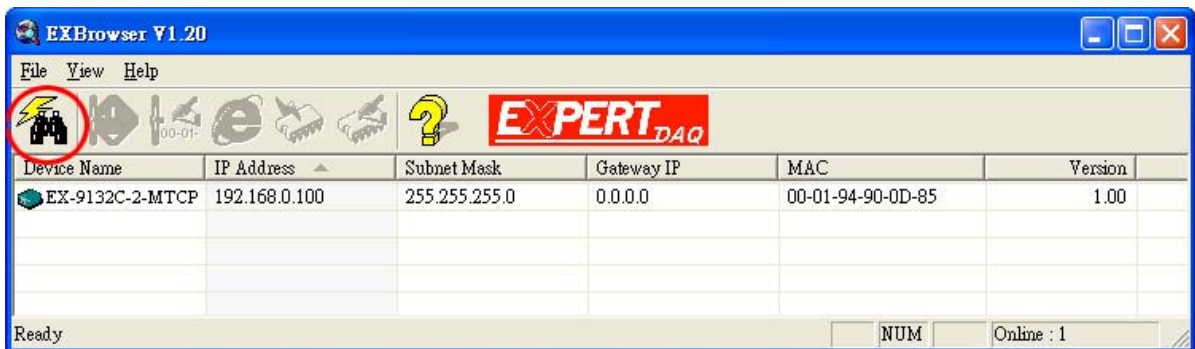 EXBrowser V1.20
File View Help
00-01-
EXPERT DAQ
Device Name IP Address Subnet Mask Gateway IP MAC Version
EX-9132C-2-MTCP 192.168.0.100 255.255.255.0 0.0.0.0 00-01-94-90-0D-85 1.00
Ready NUM Online : 1